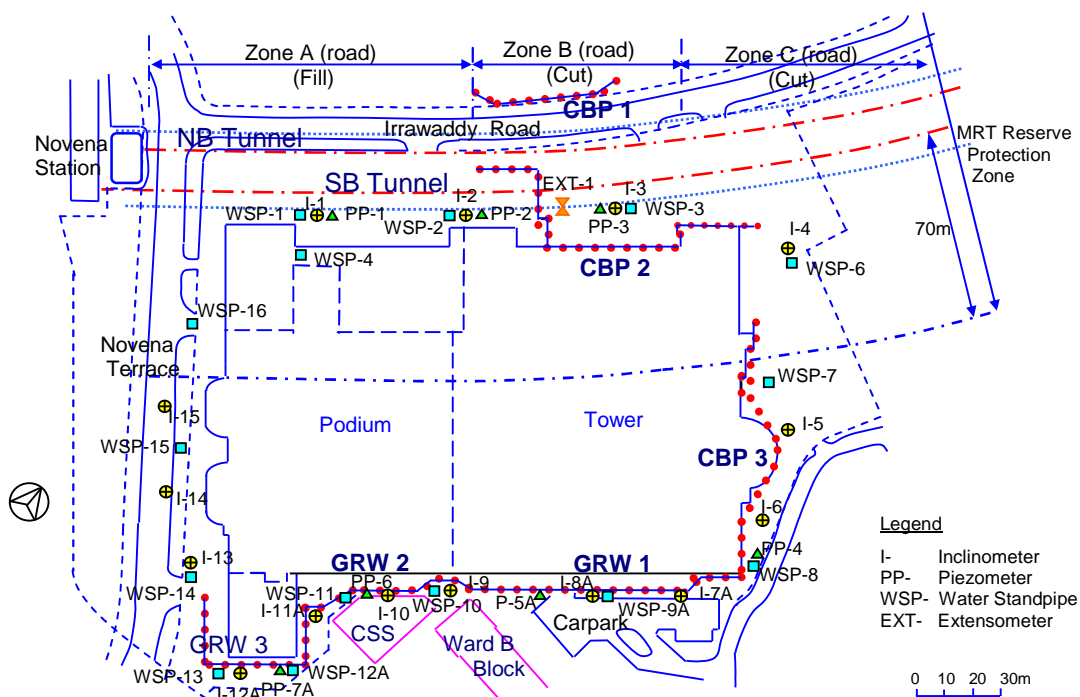 Zone A (road)
(Fill)
Zone B (road)
(Cut)
Zone C (road)
(Cut)
CBP 1
Irrawaddy Road
NB Tunnel
Novena
Station
MRT Reserve
Protection
Zone
SB Tunnel
EXT-1
I-1
WSP-1
PP-1
I-2
WSP-2
PP-2
I-3
PP-3
WSP-3
I-4
WSP-6
70m
WSP-4
CBP 2
WSP-16
Novena
Terrace
WSP-7
I-15
Podium
Tower
I-5
WSP-15
CBP 3
I-14
I-6
I-13
WSP-14
GRW 2
GRW 1
PP-4
WSP-8
PP-6
WSP-11
I-11A
I-10
I-9
WSP-10
P-5A
I-8A
WSP-9A
I-7A
CSS
Ward B
Block
Carpark
GRW 3
WSP-13
I-12A
PP-7A
WSP-12A
Legend
I- Inclinometer
PP- Piezometer
WSP- Water Standpipe
EXT- Extensometer
0 10 20 30m